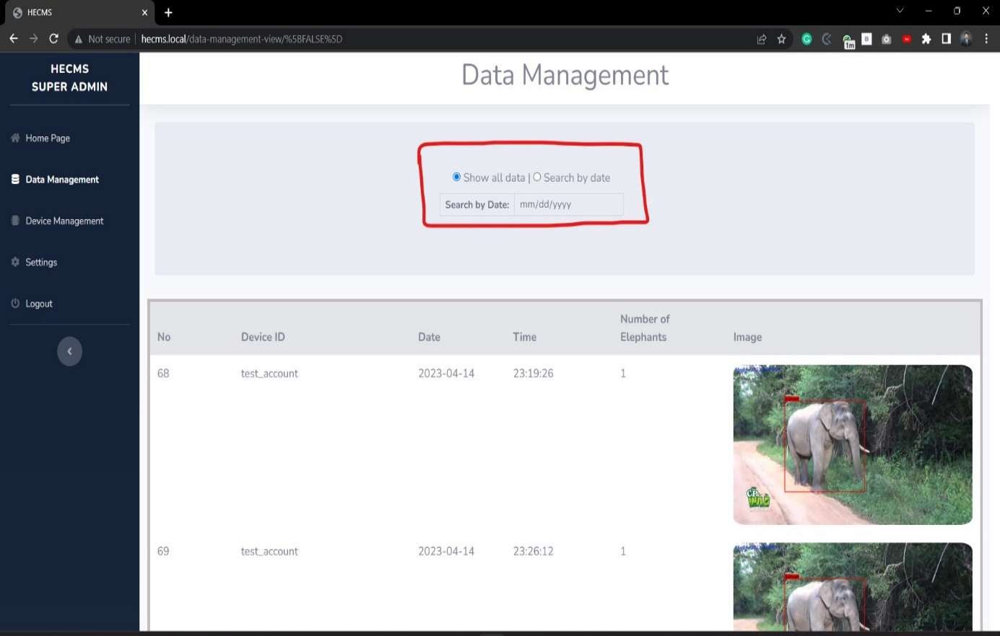 HECMS
Not secure hecms.local/data-management-view/%5BFALSE%5D
1m
HECMS
SUPER ADMIN
Home Page
Data Management
Device Management
Settings
Logout
Data Management
Show all data | Search by date
Search by Date: mm/dd/yyyy
No Device ID Date Time Number of Elephants Image
68 test_account 2023-04-14 23:19:26 1
WILD
69 test_account 2023-04-14 23:26:12 1